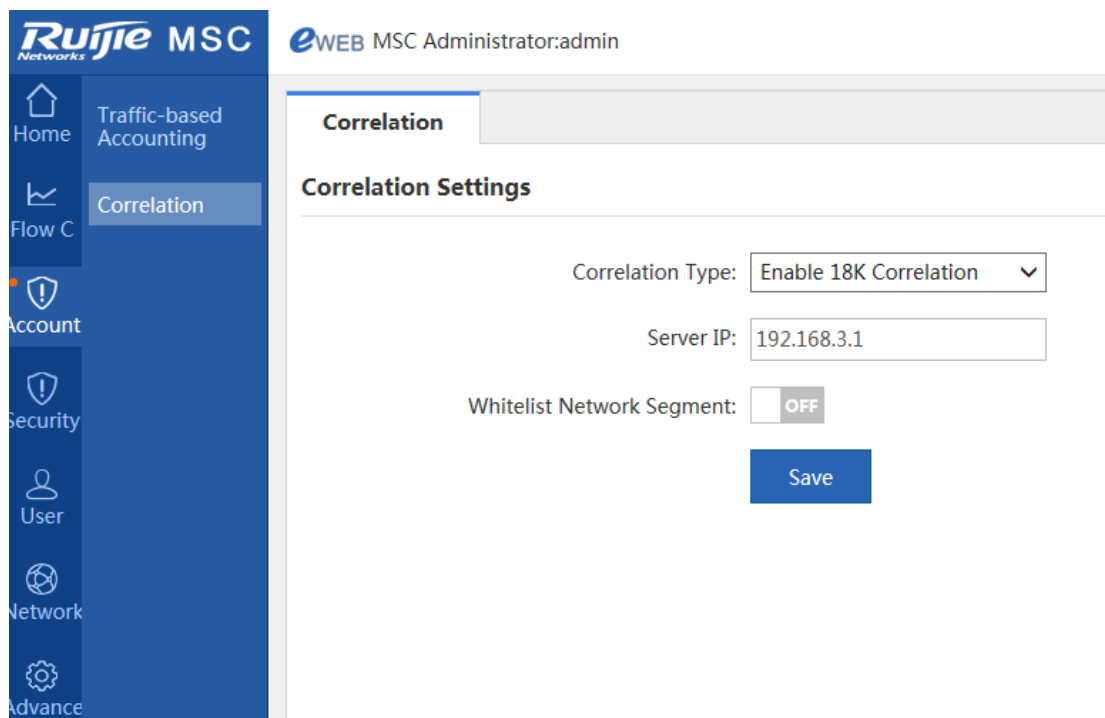 Ruijie Networks MSC
eWEB MSC Administrator:admin
Home
Flow C
Account
Security
User
Network
Advance
Traffic-based
Accounting
Correlation
Correlation
Correlation Settings
Correlation Type: Enable 18K Correlation
Server IP: 192.168.3.1
Whitelist Network Segment: OFF
Save